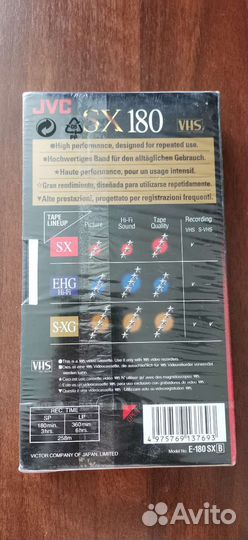 JVC SX 180 VHS
•High performance, designed for repeated use.
•Hochwertiges Band für den alltäglichen Gebrauch.
•Haute performance, pour un usage intensif.
•Gran rendimiento, diseñada para utilizarse repetidamente.
•Alte prestazioni, progettato per registrazioni frequenti.
TAPE LINEUP Picture Hi-Fi Sound Tape Quality Recording
VHS S-VHS
SX
EHG Hi-Fi
S-XG
VHS
REC TIME
SP LP
180min. 3hrs. 360min 6hrs.
258m
4 975769 137693
VICTOR COMPANY OF JAPAN, LIMITED
Model No. E-180 SX B
Avito